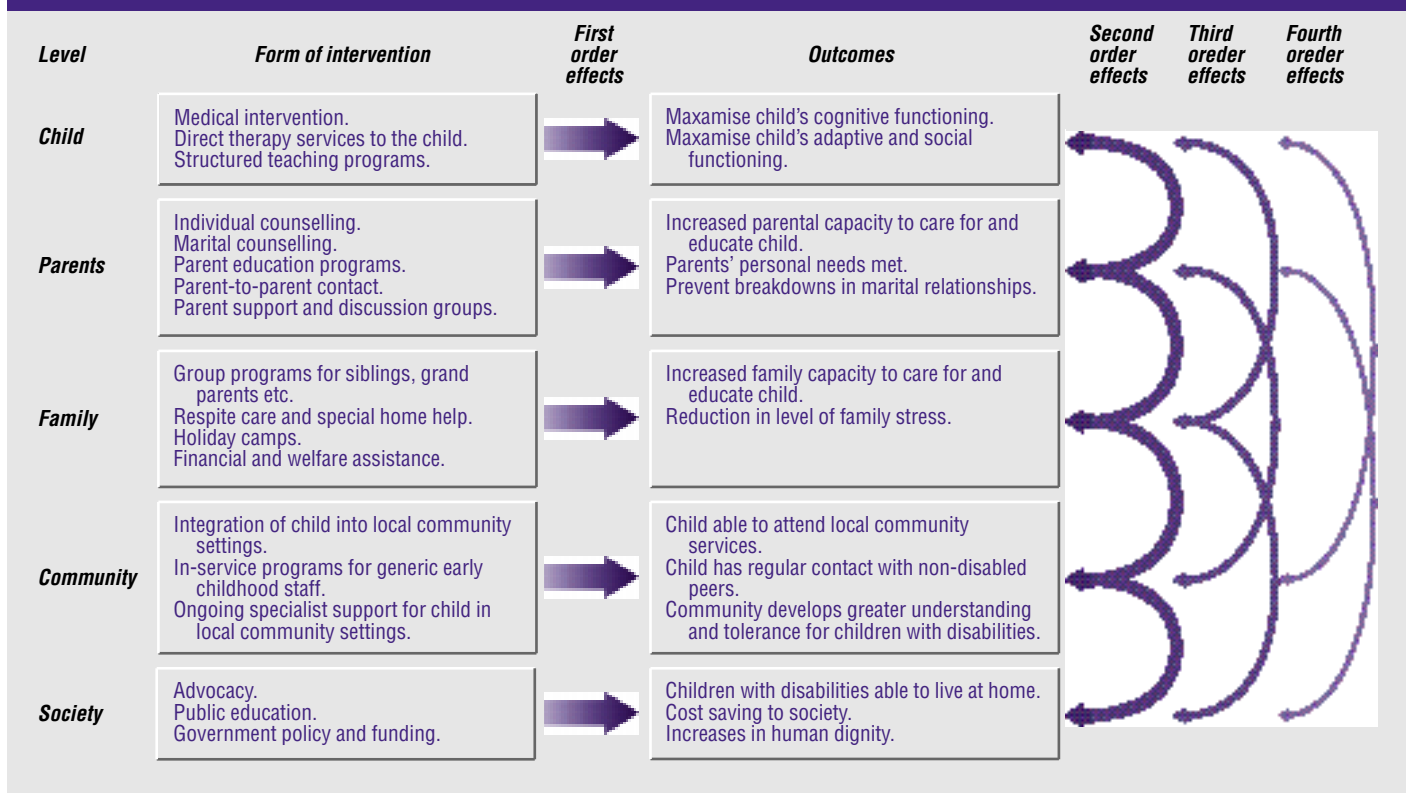 Level
Form of intervention
First
order
effects
Outcomes
Second
order
effects
Third
oreder
effects
Fourth
oreder
effects
Child
Medical intervention.
Direct therapy services to the child.
Structured teaching programs.
Maxamise child's cognitive functioning.
Maxamise child's adaptive and social
functioning.
Parents
Individual counselling.
Marital counselling.
Parent education programs.
Parent-to-parent contact.
Parent support and discussion groups.
Increased parental capacity to care for and
educate child.
Parents' personal needs met.
Prevent breakdowns in marital relationships.
Family
Group programs for siblings, grand
parents etc.
Respite care and special home help.
Holiday camps.
Financial and welfare assistance.
Increased family capacity to care for and
educate child.
Reduction in level of family stress.
Community
Integration of child into local community
settings.
In-service programs for generic early
childhood staff.
Ongoing specialist support for child in
local community settings.
Child able to attend local community
services.
Child has regular contact with non-disabled
peers.
Community develops greater understanding
and tolerance for children with disabilities.
Society
Advocacy.
Public education.
Government policy and funding.
Children with disabilities able to live at home.
Cost saving to society.
Increases in human dignity.